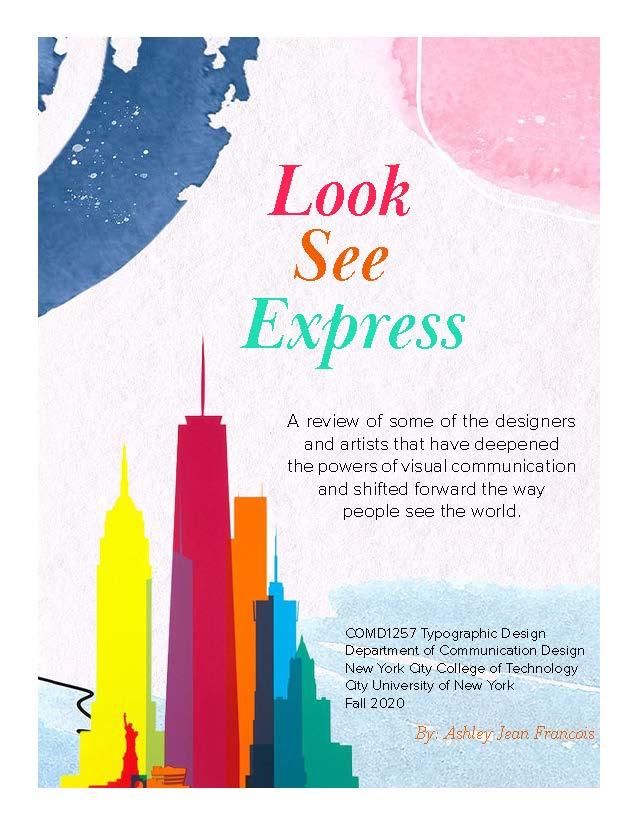 Look
See
Express
A review of some of the designers
and artists that have deepened
the powers of visual communication
and shifted forward the way
people see the world.
COMD1257 Typographic Design
Department of Communication Design
New York City College of Technology
City University of New York
Fall 2020
By: Ashley Jean Francois